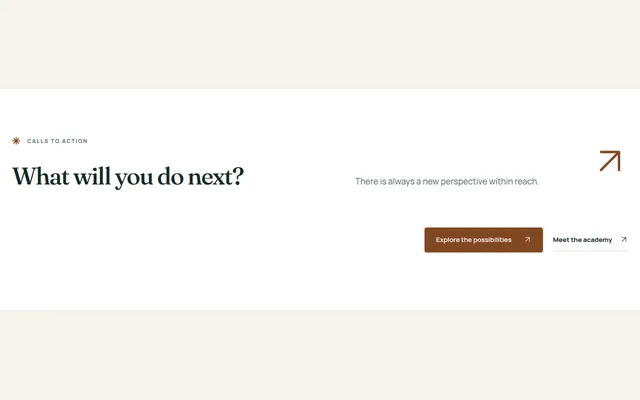 CALLS TO ACTION
What will you do next?
There is always a new perspective within reach.
Explore the possibilities
Meet the academy